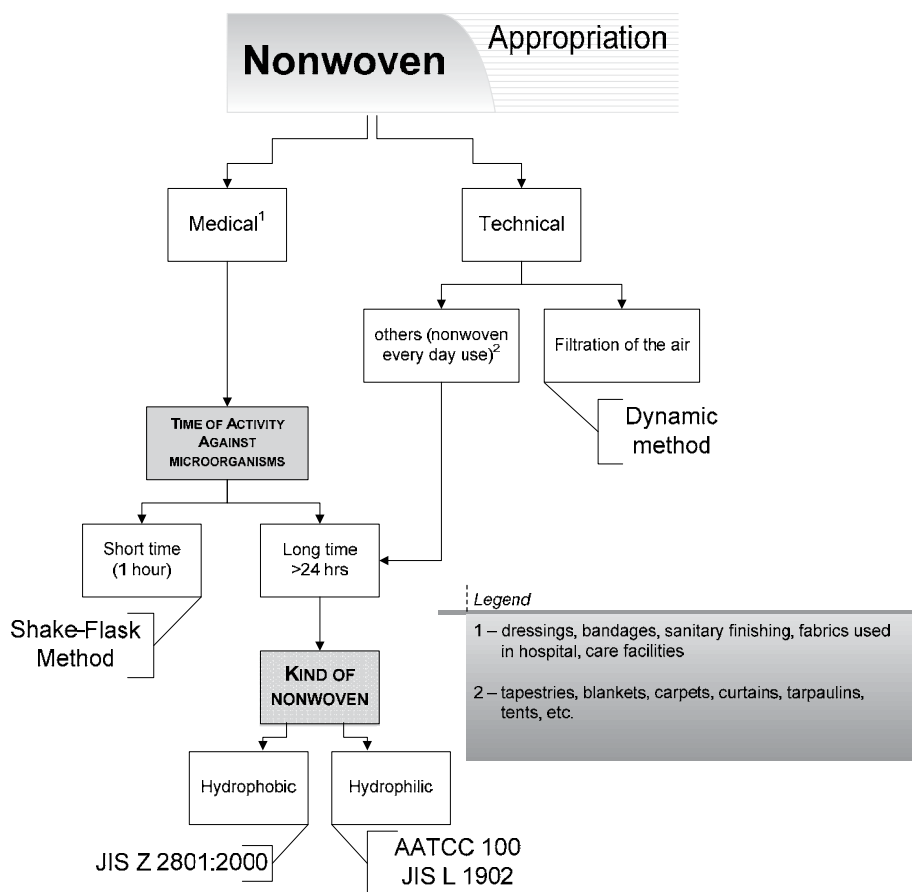 Nonwoven
Appropriation
Medical1
Technical
others (nonwoven
every day use)2
Filtration of the air
Dynamic
method
TIME OF ACTIVITY
AGAINST
MICROORGANISMS
Short time
(1 hour)
Long time
>24 hrs
Shake-Flask
Method
KIND OF
NONWOVEN
Hydrophobic
Hydrophilic
JIS Z 2801:2000
AATCC 100
JIS L 1902
Legend
1 – dressings, bandages, sanitary finishing, fabrics used
in hospital, care facilities
2 – tapestries, blankets, carpets, curtains, tarpaulins,
tents, etc.